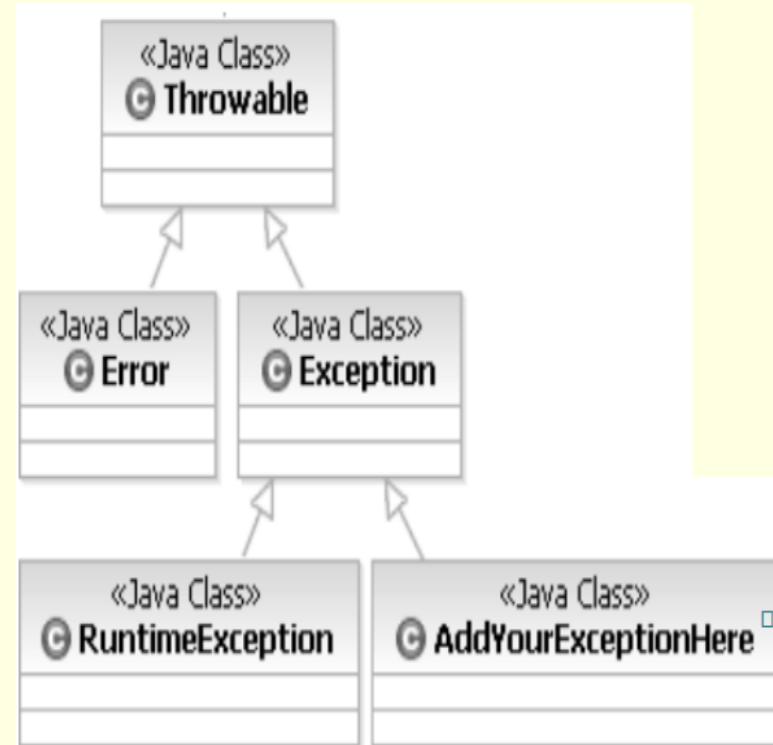 «Java Class»
C Throwable
«Java Class»
C Error
«Java Class»
C Exception
«Java Class»
C RuntimeException
«Java Class»
C AddYourExceptionHere